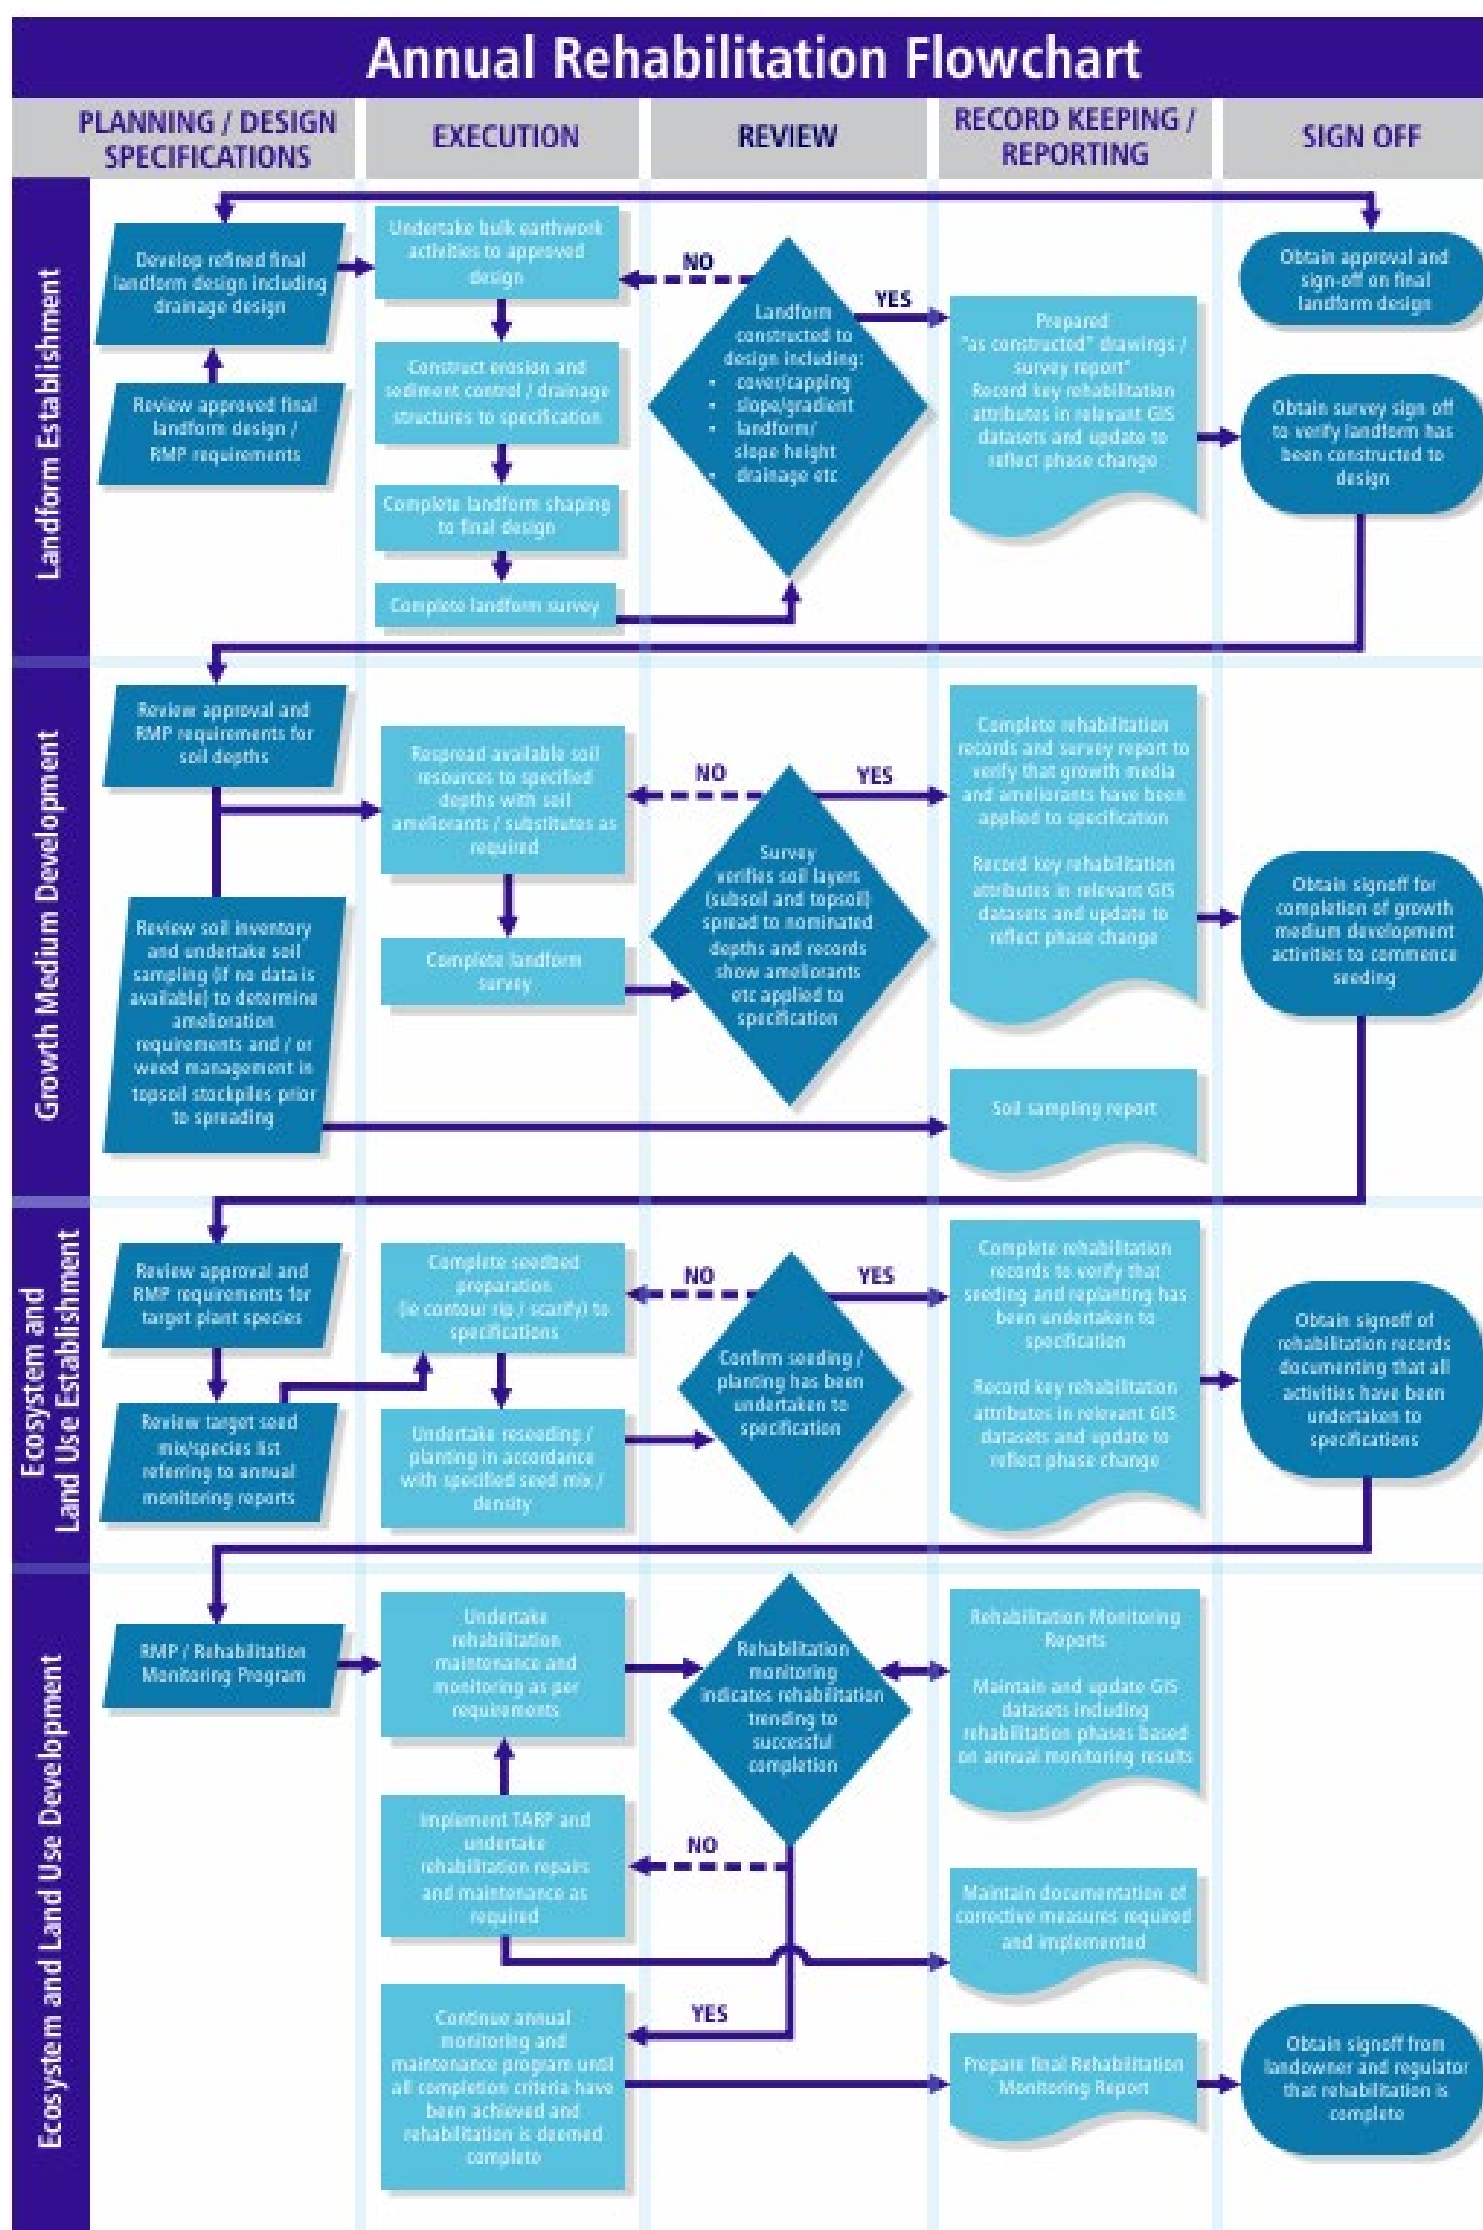 Annual Rehabilitation Flowchart
PLANNING / DESIGN
SPECIFICATIONS
EXECUTION
REVIEW
RECORD KEEPING /
REPORTING
SIGN OFF
Landform Establishment
Develop refined final
landform design including
drainage design
Review approved final
landform design /
RMP requirements
Undertake bulk earthwork
activities to approved
design
Construct erosion and
sediment control / drainage
structures to specification
Complete landform shaping
to final design
Complete landform survey
NO
Landform
constructed to
design including:
• cover/capping
• slope/gradient
• landform/
slope height
• drainage etc
YES
Prepared
"as constructed" drawings /
survey report"
Record key rehabilitation
attributes in relevant GIS
datasets and update to
reflect phase change
Obtain approval and
sign-off on final
landform design
Obtain survey sign off
to verify landform has
been constructed to
design
Growth Medium Development
Review approval and
RMP requirements for
soil depths
Review soil inventory
and undertake soil
sampling (if no data is
available) to determine
amelioration
requirements and / or
weed management in
topsoil stockpiles prior
to spreading
Respread available soil
resources to specified
depths with soil
ameliorants / substitutes as
required
Complete landform
survey
NO
Survey
verifies soil layers
(subsoil and topsoil)
spread to nominated
depths and records
show ameliorants
etc applied to
specification
YES
Complete rehabilitation
records and survey report to
verify that growth media
and ameliorants have been
applied to specification
Record key rehabilitation
attributes in relevant GIS
datasets and update to
reflect phase change
Soil sampling report
Obtain signoff for
completion of growth
medium development
activities to commence
seeding
Ecosystem and
Land Use Establishment
Review approval and
RMP requirements for
target plant species
Review target seed
mix/species list
referring to annual
monitoring reports
Complete seedbed
preparation
(ie contour rip / scarify) to
specifications
Undertake reseeding /
planting in accordance
with specified seed mix /
density
NO
Confirm seeding /
planting has been
undertaken to
specification
YES
Complete rehabilitation
records to verify that
seeding and replanting has
been undertaken to
specification
Record key rehabilitation
attributes in relevant GIS
datasets and update to
reflect phase change
Obtain signoff of
rehabilitation records
documenting that all
activities have been
undertaken to
specifications
Ecosystem and Land Use Development
RMP / Rehabilitation
Monitoring Program
Undertake
rehabilitation
maintenance and
monitoring as per
requirements
Implement TARP and
undertake
rehabilitation repairs
and maintenance as
required
Continue annual
monitoring and
maintenance program until
all completion criteria have
been achieved and
rehabilitation is deemed
complete
Rehabilitation
monitoring
indicates rehabilitation
trending to
successful
completion
NO
YES
Rehabilitation Monitoring
Reports
Maintain and update GIS
datasets including
rehabilitation phases based
on annual monitoring results
Maintain documentation of
corrective measures required
and implemented
Prepare final Rehabilitation
Monitoring Report
Obtain signoff from
landowner and regulator
that rehabilitation is
complete